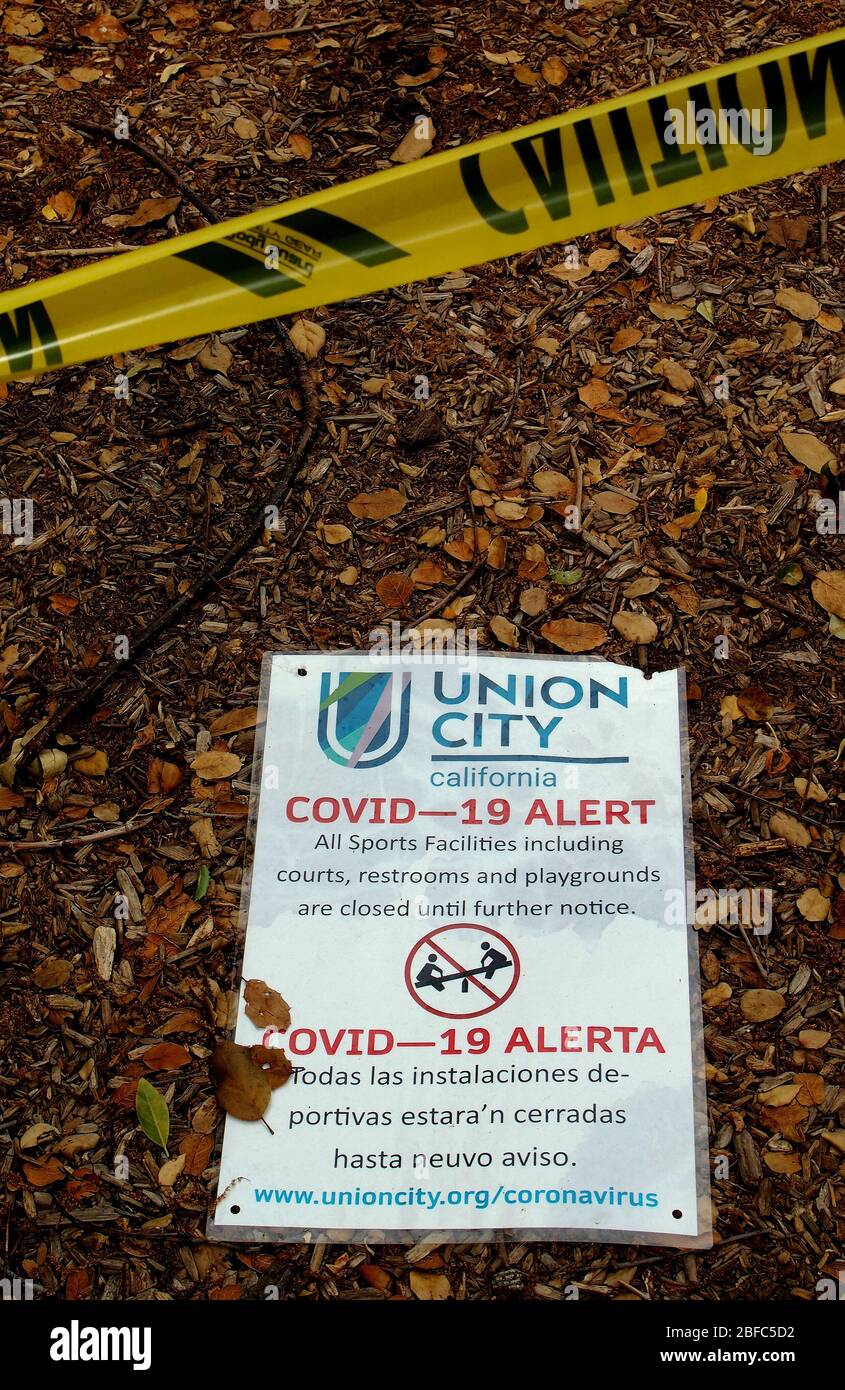 CAUTION
N
UNION
CITY
california
COVID—19 ALERT
All Sports Facilities including
courts, restrooms and playgrounds
are closed until further notice.
COVID—19 ALERTA
Todas las instalaciones de-
portivas estara'n cerradas
hasta neuvo aviso.
www.unioncity.org/coronavirus
a
alamy
Image ID: 2BFC5D2
www.alamy.com